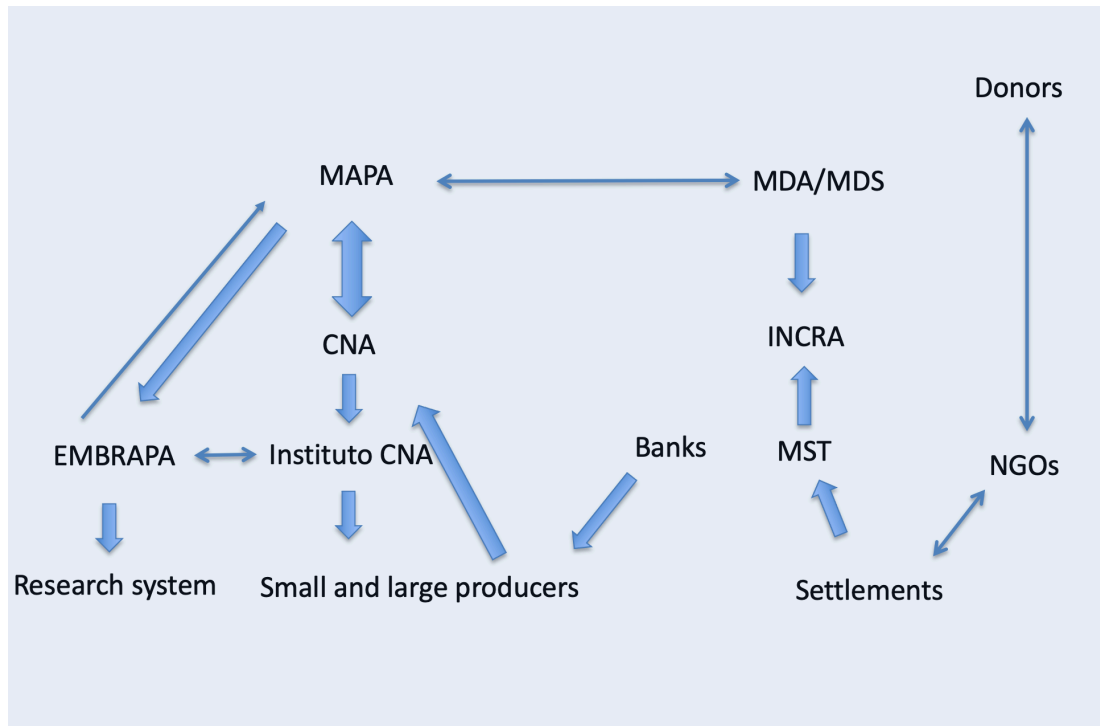 Donors
MAPA
MDA/MDS
CNA
INCRA
EMBRAPA
Instituto CNA
Banks
MST
NGOs
Research system
Small and large producers
Settlements